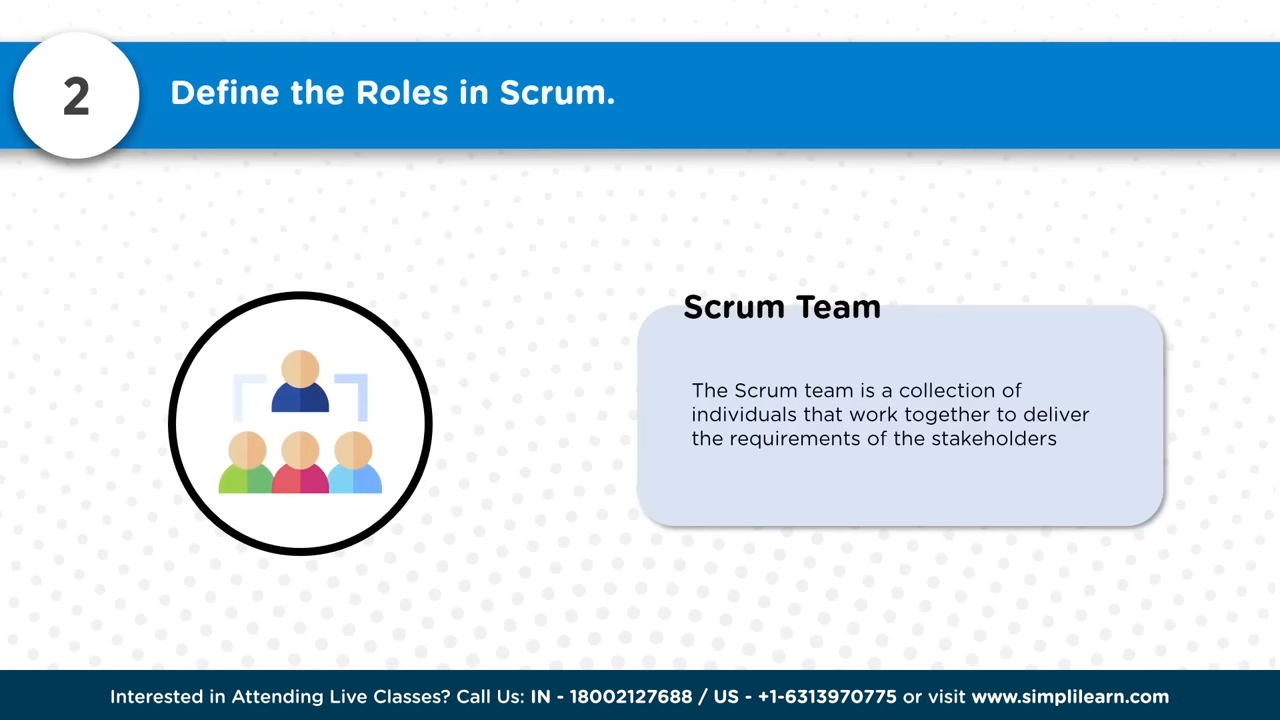 2
Define the Roles in Scrum.
Scrum Team
The Scrum team is a collection of
individuals that work together to deliver
the requirements of the stakeholders
Interested in Attending Live Classes? Call Us: IN - 18002127688 / US - +1-6313970775 or visit www.simplilearn.com